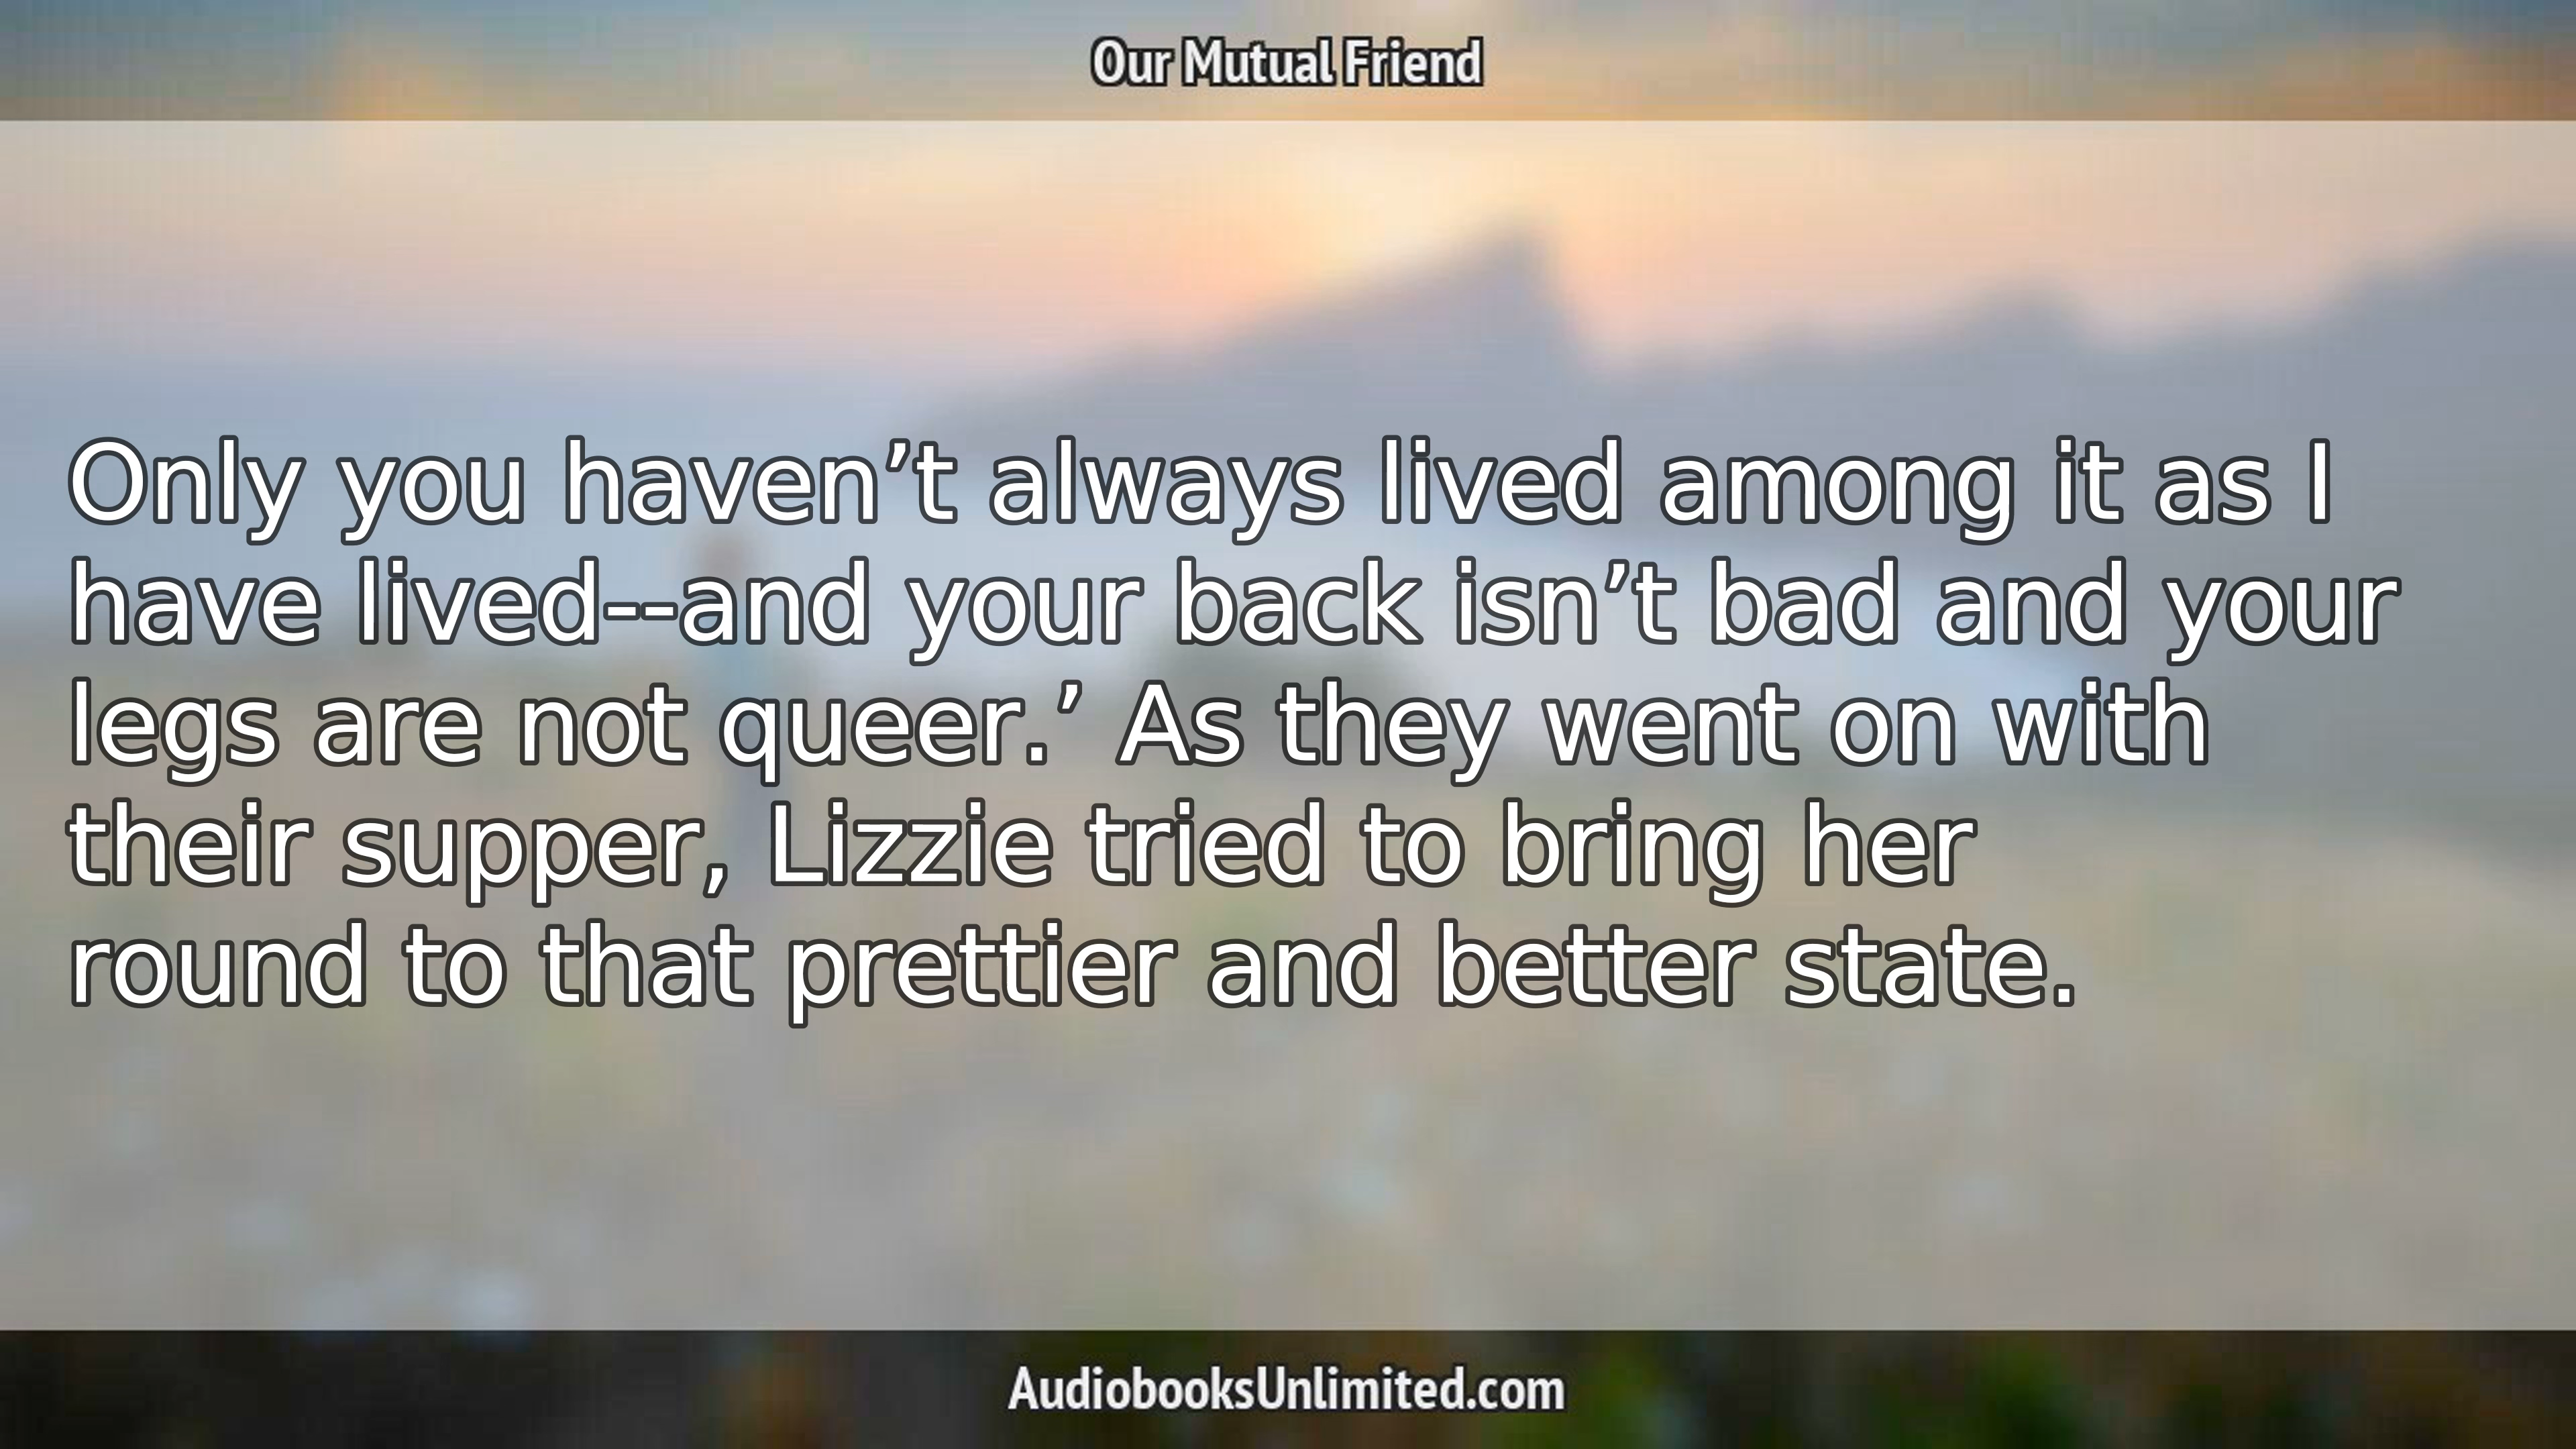 Our Mutual Friend
Only you haven’t always lived among it as I
have lived--and your back isn’t bad and your
legs are not queer.’ As they went on with
their supper, Lizzie tried to bring her
round to that prettier and better state.
AudiobooksUnlimited.com